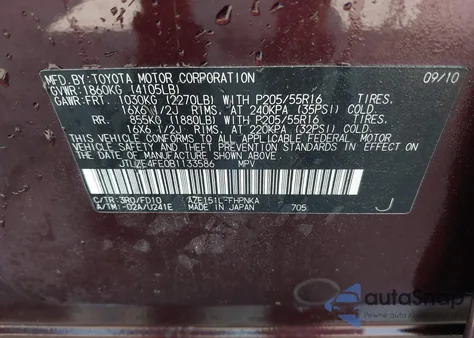 MFD.BY:TOYOTA MOTOR CORPORATION 09/10
GVWR:1860KG (4105LB)
GAWR:FRT. 1030KG (2270LB) WITH P205/55R16 TIRES.
16X6 1/2J RIMS. AT 240KPA (35PSI) COLD.
RR. 855KG (1880LB) WITH P205/55R16 TIRES.
16X6 1/2J RIMS. AT 220KPA (32PSI) COLD.
THIS VEHICLE CONFORMS TO ALL APPLICABLE FEDERAL MOTOR
VEHICLE SAFETY AND THEFT PREVENTION STANDARDS IN
EFFECT ON THE DATE OF MANUFACTURE SHOWN ABOVE.
JTLZE4FE0B1133586 MPV
C/TR:3R0/FD10 AZE151L-FHPNKA
A/TM:-02A/U241E MADE IN JAPAN 705 J
autoSnap